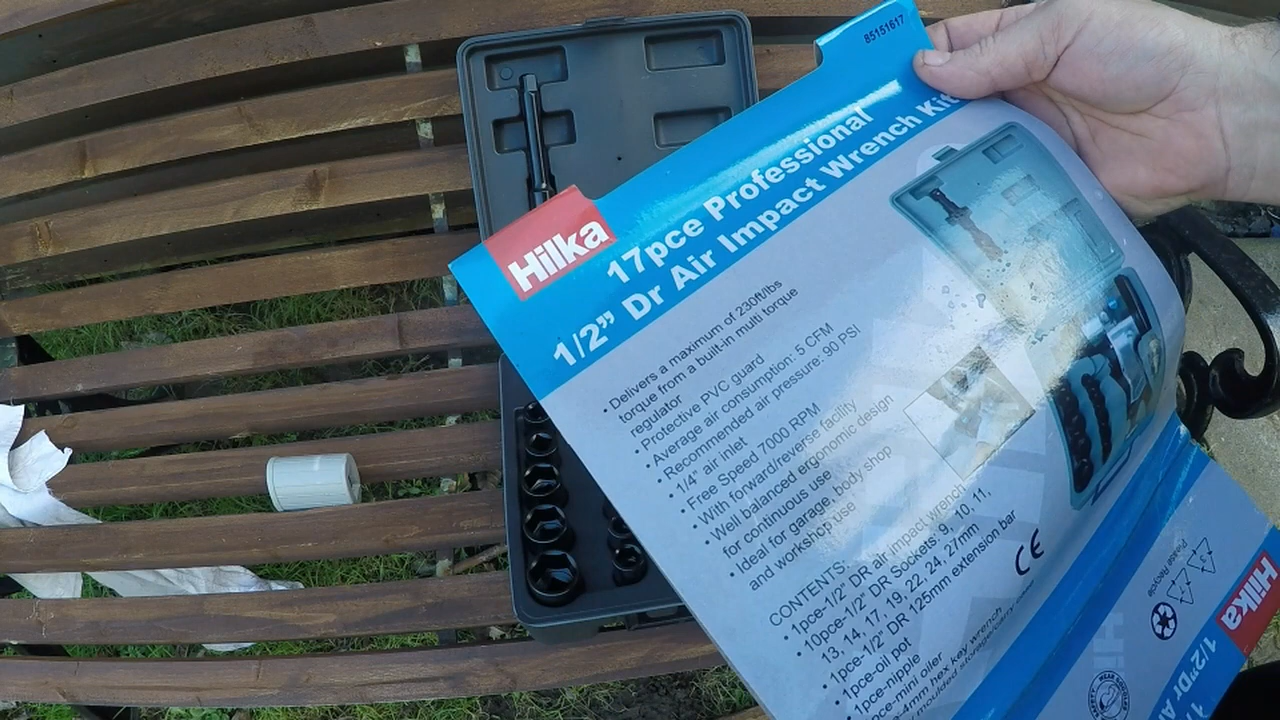 85151617
Hilka
17pce Professional
1/2" Dr Air Impact Wrench Kit
• Delivers a maximum of 230ft/lbs
torque from a built-in multi torque
regulator
• Protective PVC guard
• Average air consumption: 5 CFM
• Recommended air pressure: 90 PSI
• 1/4" air inlet
• Free Speed 7000 RPM
• With forward/reverse facility
• Well balanced ergonomic design
for continuous use
• Ideal for garage, body shop
and workshop use
CONTENTS:
• 1pce-1/2" DR air impact wrench
• 10pce-1/2" DR Sockets: 9, 10, 11,
13, 14, 17, 19, 22, 24, 27mm
• 1pce-1/2" DR 125mm extension bar
• 1pce-oil pot
• 1pce-nipple
pce-mini oiler
-4mm hex key wrench
moulded storage/carry
CE
Please Recycle
Hilka
1/2" Dr A